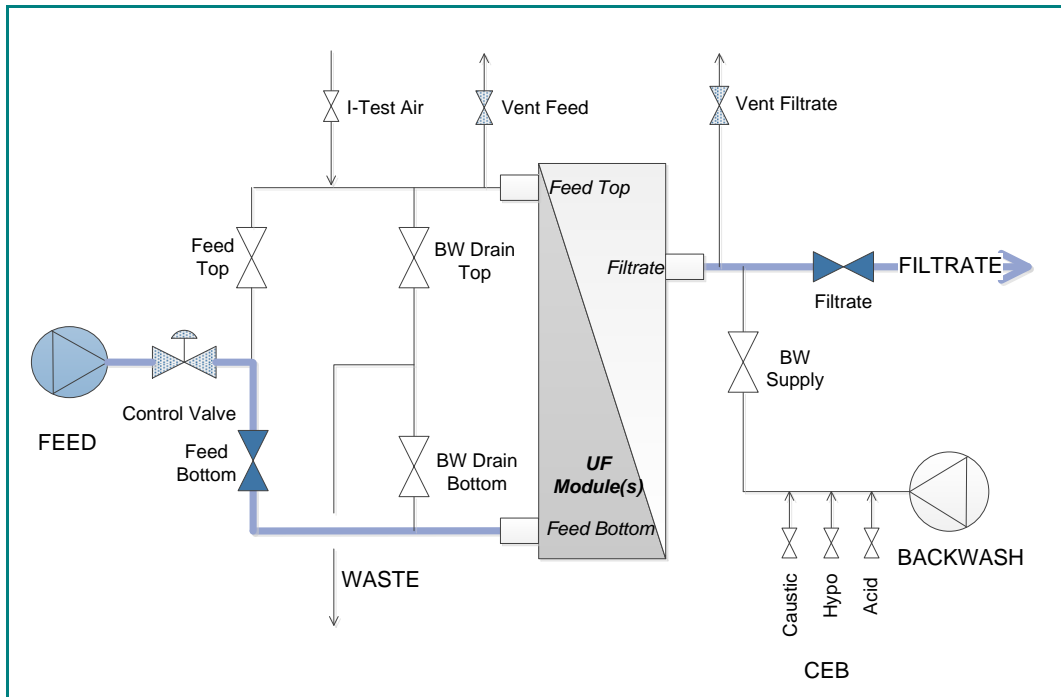 I-Test Air
Vent Feed
Vent Filtrate
Feed Top
Feed
Top
BW Drain
Top
Filtrate
FILTRATE
Filtrate
BW
Supply
Control Valve
FEED
Feed
Bottom
BW Drain
Bottom
UF
Module(s)
Feed Bottom
BACKWASH
WASTE
Caustic
Hypo
Acid
CEB